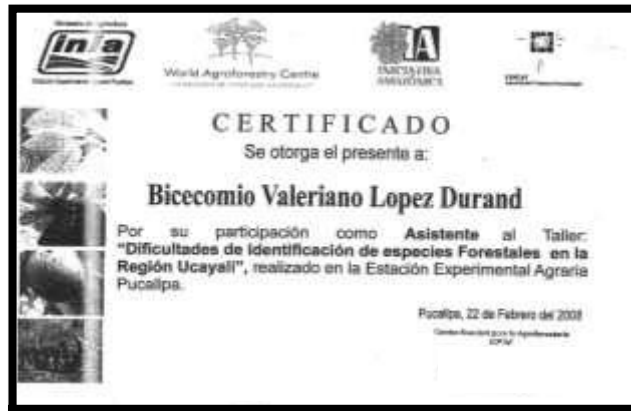 inia
World Agroforestry Centre
INICIATIVA
AMAZÓNICA
CERTIFICADO
Se otorga el presente a:
Bicecomio Valeriano Lopez Durand
Por su participación como Asistente al Taller:
"Dificultades de Identificación de especies Forestales en la
Región Ucayali", realizado en la Estación Experimental Agraria
Pucallpa.
Pucallpa, 22 de Febrero del 2008